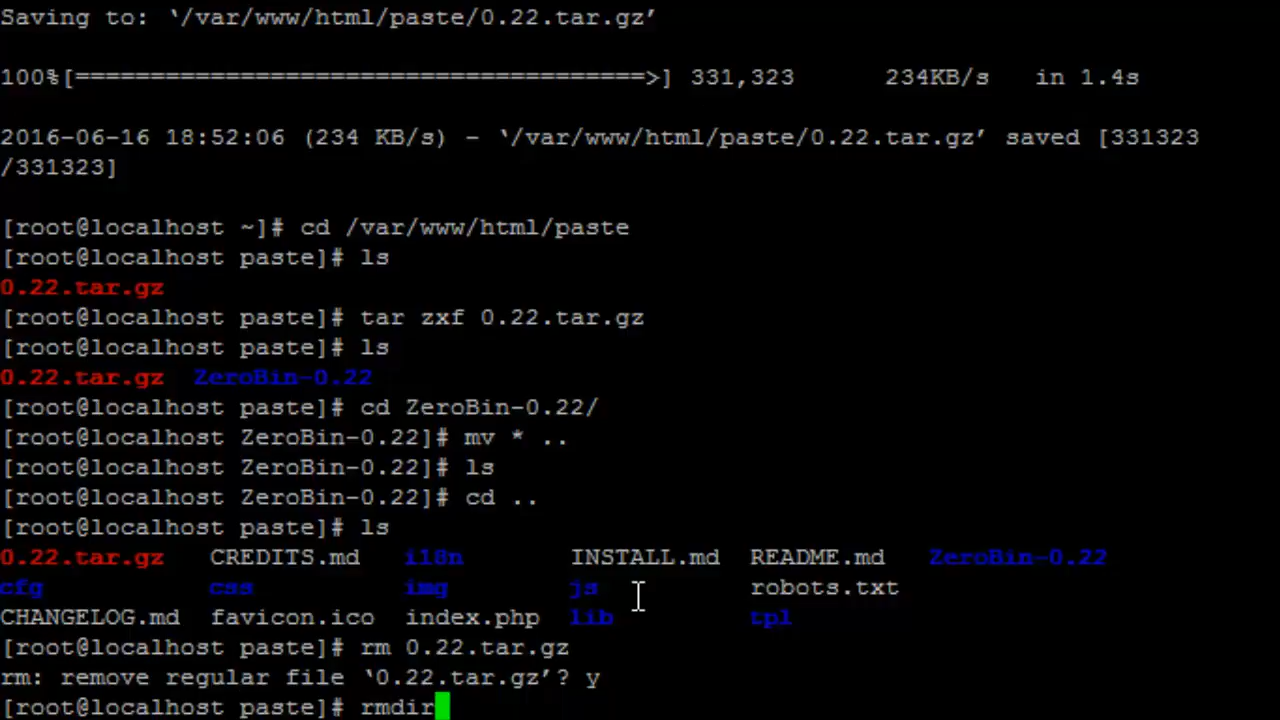 Saving to: ‘/var/www/html/paste/0.22.tar.gz’
100%[======================================>] 331,323 234KB/s in 1.4s
2016-06-16 18:52:06 (234 KB/s) - ‘/var/www/html/paste/0.22.tar.gz’ saved [331323
/331323]
[root@localhost ~]# cd /var/www/html/paste
[root@localhost paste]# ls
0.22.tar.gz
[root@localhost paste]# tar zxf 0.22.tar.gz
[root@localhost paste]# ls
0.22.tar.gz ZeroBin-0.22
[root@localhost paste]# cd ZeroBin-0.22/
[root@localhost ZeroBin-0.22]# mv * ..
[root@localhost ZeroBin-0.22]# ls
[root@localhost ZeroBin-0.22]# cd ..
[root@localhost paste]# ls
0.22.tar.gz CREDITS.md i18n INSTALL.md README.md ZeroBin-0.22
cfg css img js robots.txt
CHANGELOG.md favicon.ico index.php lib tpl
[root@localhost paste]# rm 0.22.tar.gz
rm: remove regular file ‘0.22.tar.gz’? y
[root@localhost paste]# rmdir